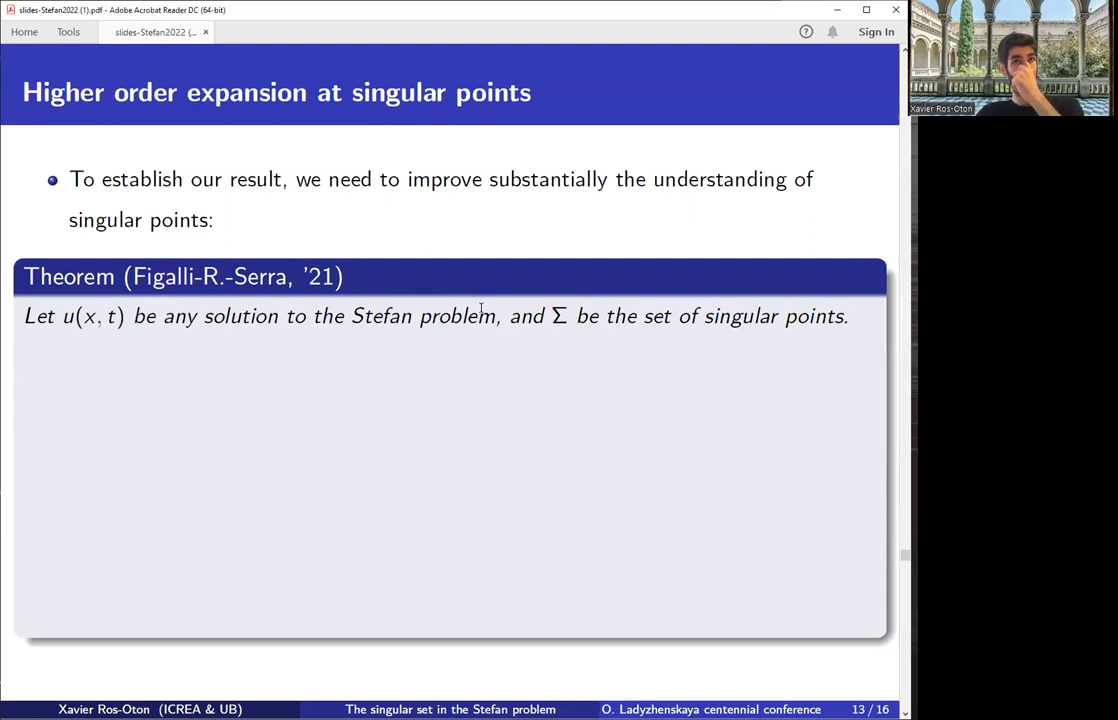 slides-Stefan2022 (1).pdf - Adobe Acrobat Reader DC (64-bit)
Home Tools slides-Stefan2022 (... × Sign In
Higher order expansion at singular points
To establish our result, we need to improve substantially the understanding of
singular points:
Theorem (Figalli-R.-Serra, '21)
Let u(x, t) be any solution to the Stefan problem, and Σ be the set of singular points.
Xavier Ros-Oton (ICREA & UB) The singular set in the Stefan problem O. Ladyzhenskaya centennial conference 13 / 16
Xavier Ros-Oton